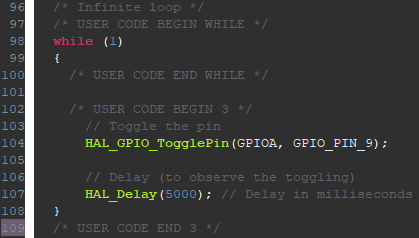 96 /* Infinite loop */
97 /* USER CODE BEGIN WHILE */
98 while (1)
99 {
100 /* USER CODE END WHILE */
101
102 /* USER CODE BEGIN 3 */
103 // Toggle the pin
104 HAL_GPIO_TogglePin(GPIOA, GPIO_PIN_9);
105
106 // Delay (to observe the toggling)
107 HAL_Delay(5000); // Delay in milliseconds
108 }
109 /* USER CODE END 3 */